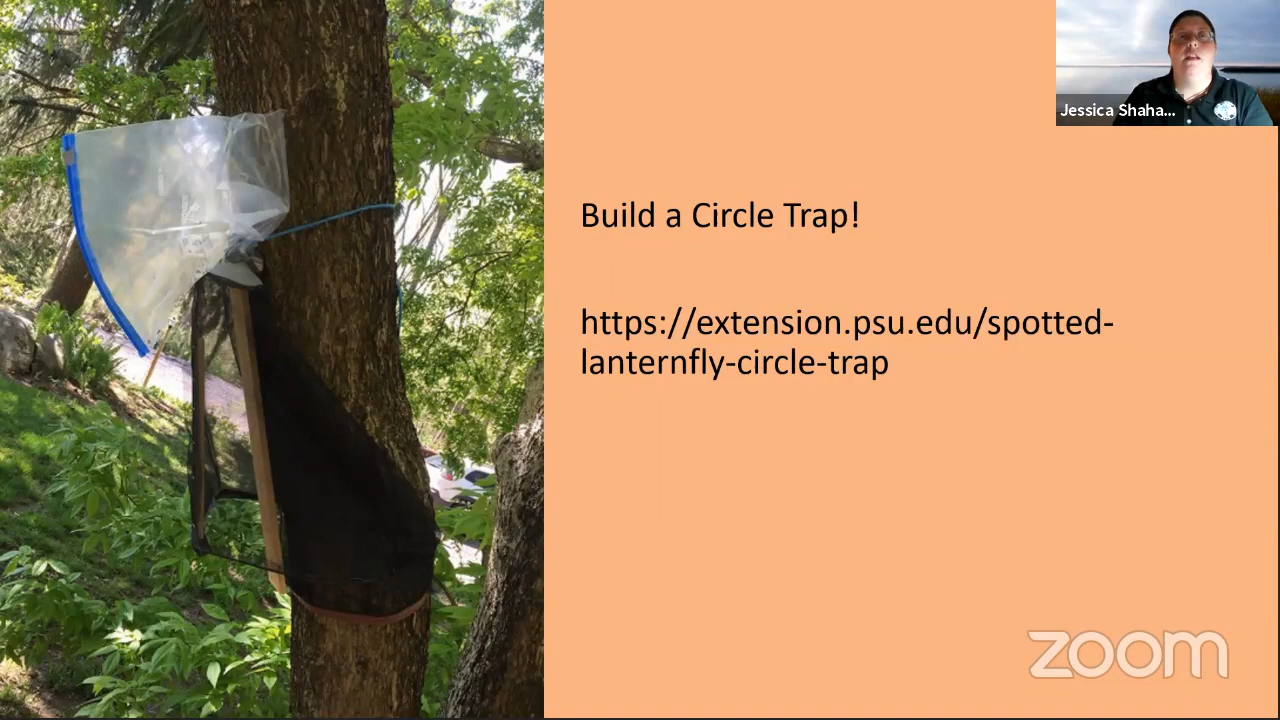 Jessica Shaha...
Build a Circle Trap!
https://extension.psu.edu/spotted-
lanternfly-circle-trap
zoom